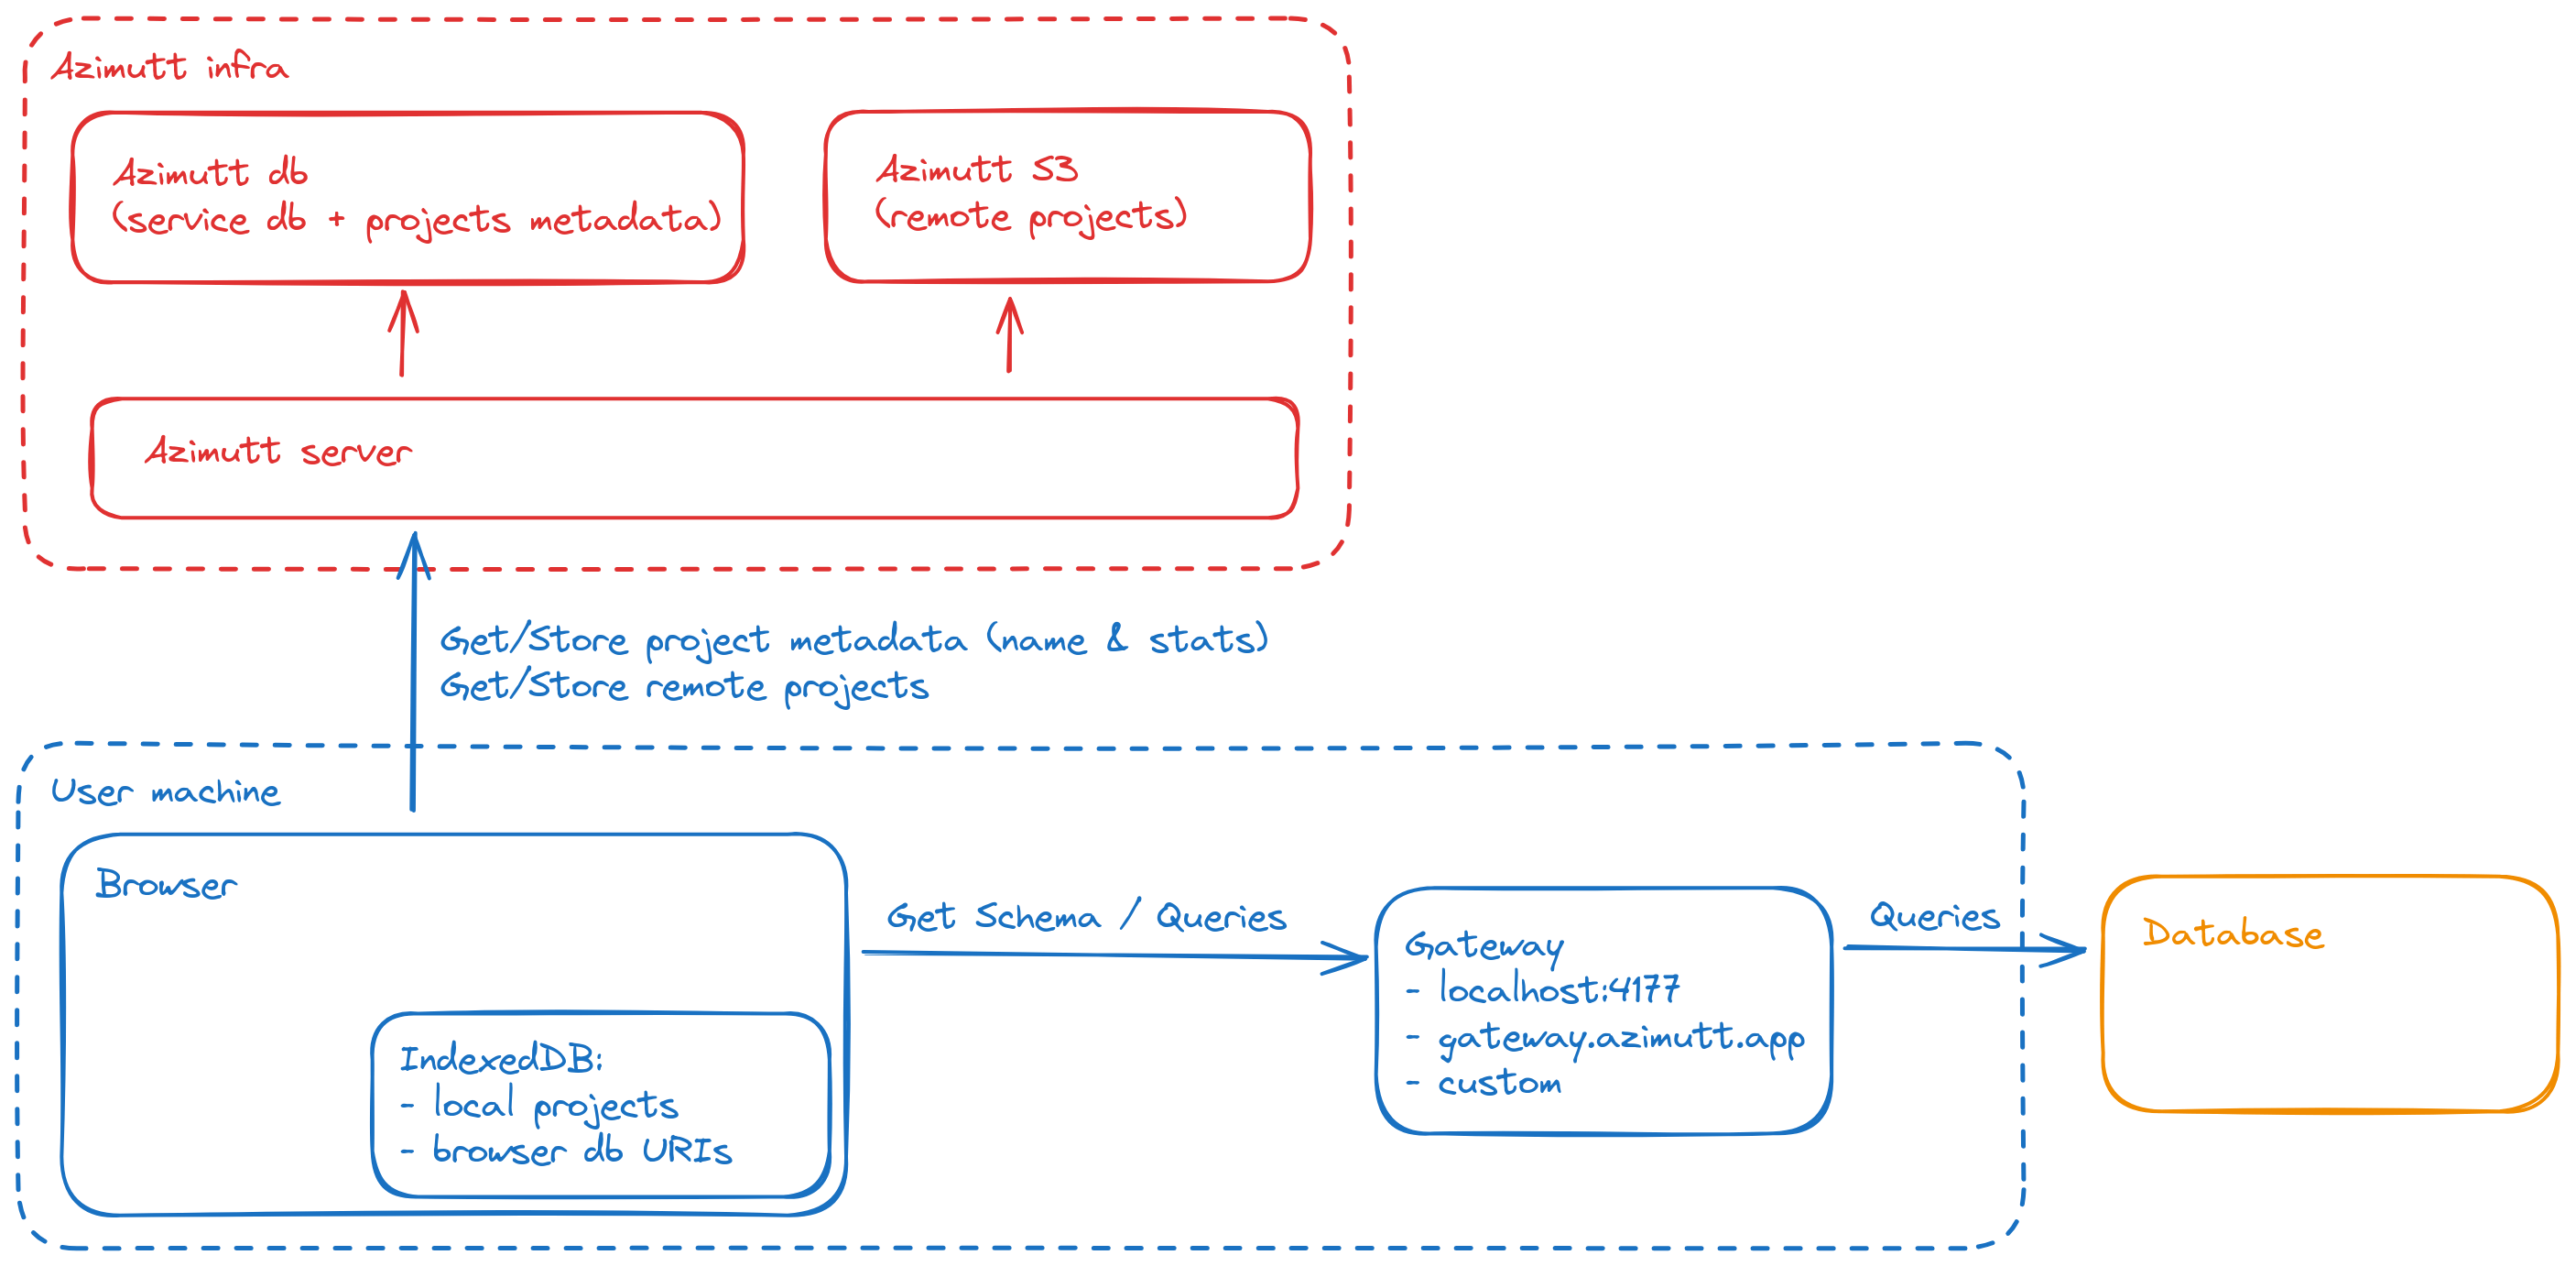 Azimutt infra
Azimutt db
(service db + projects metadata)
Azimutt S3
(remote projects)
Azimutt server
Get/Store project metadata (name & stats)
Get/Store remote projects
User machine
Browser
IndexedDB:
- local projects
- browser db URIs
Get Schema / Queries
Gateway
- localhost:4177
- gateway.azimutt.app
- custom
Queries
Database